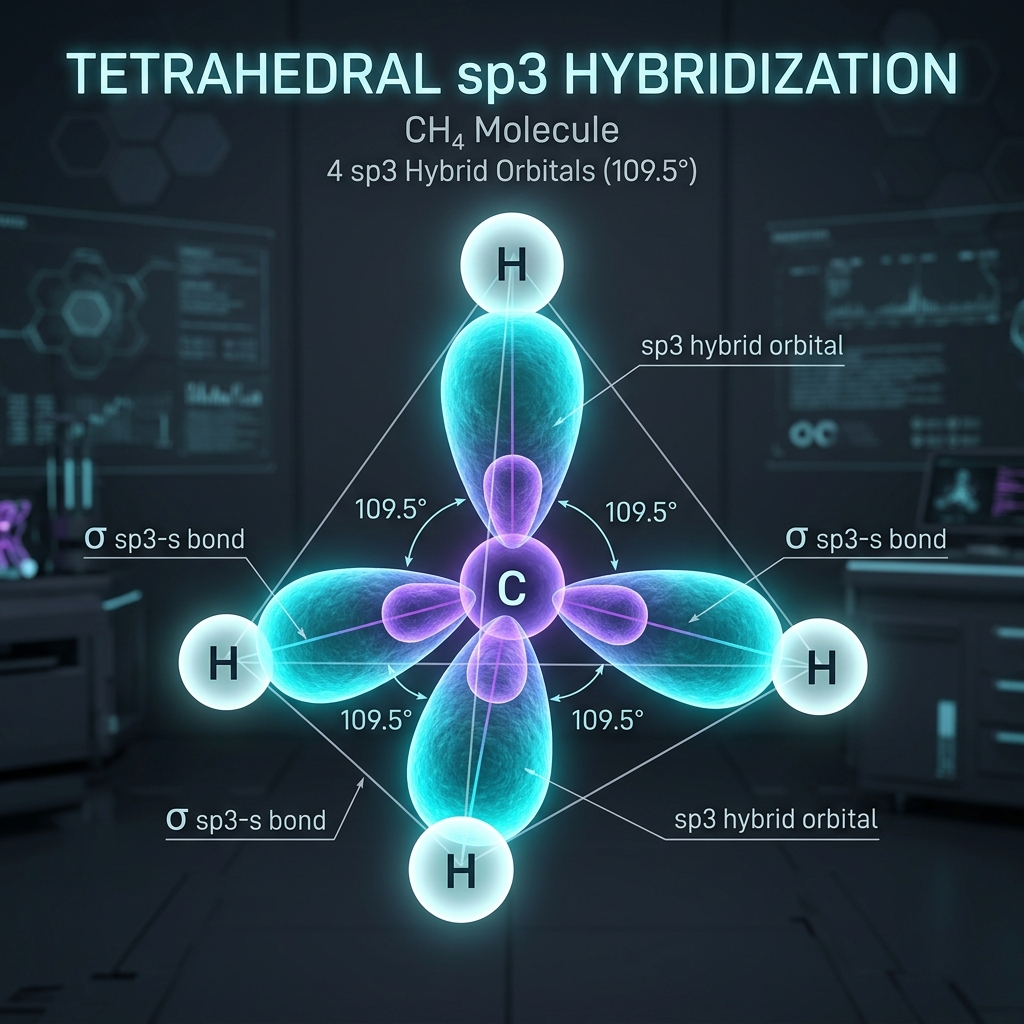 TETRAHEDRAL sp3 HYBRIDIZATION
CH₄ Molecule
4 sp3 Hybrid Orbitals (109.5°)
H
sp3 hybrid orbital
109.5°
109.5°
σ sp3-s bond
σ sp3-s bond
C
H
H
109.5°
109.5°
σ sp3-s bond
sp3 hybrid orbital
H